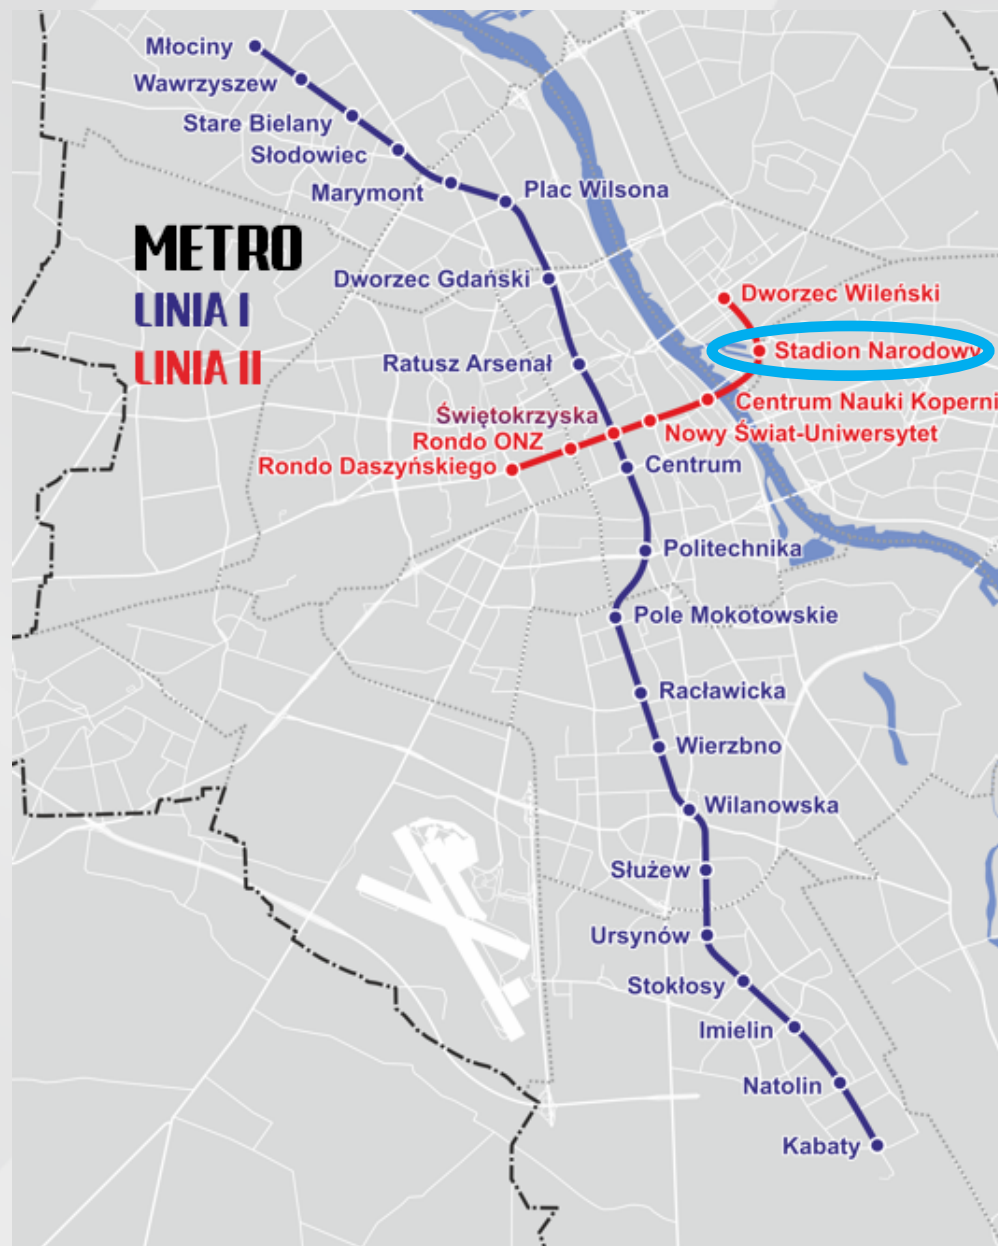 Młociny
Wawrzyszew
Stare Bielany
Słodowiec
Marymont
Plac Wilsona
METRO
LINIA I
LINIA II
Dworzec Gdański
Dworzec Wileński
Ratusz Arsenał
Stadion Narodowy
Centrum Nauki Koperni
Świętokrzyska
Nowy Świat-Uniwersytet
Rondo ONZ
Rondo Daszyńskiego
Centrum
Politechnika
Pole Mokotowskie
Racławicka
Wierzbno
Wilanowska
Służew
Ursynów
Stokłosy
Imielin
Natolin
Kabaty